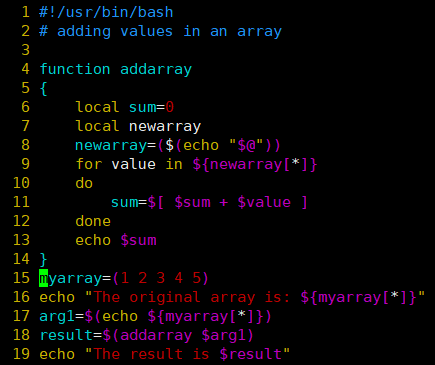 1 #!/usr/bin/bash
2 # adding values in an array
3
4 function addarray
5 {
6     local sum=0
7     local newarray
8     newarray=($(echo "$@"))
9     for value in ${newarray[*]}
10     do
11         sum=$[ $sum + $value ]
12     done
13     echo $sum
14 }
15 myarray=(1 2 3 4 5)
16 echo "The original array is: ${myarray[*]}"
17 arg1=$(echo ${myarray[*]})
18 result=$(addarray $arg1)
19 echo "The result is $result"